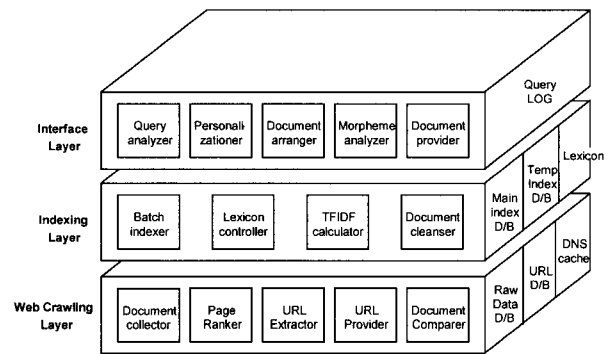 Query
LOG
Interface
Layer
Query
analyzer
Personali-
zationer
Document
arranger
Morpheme
analyzer
Document
provider
Indexing
Layer
Batch
indexer
Lexicon
controller
TFIDF
calculator
Document
cleanser
Main
index
D/B
Temp
Index
D/B
Lexicon
Web Crawling
Layer
Document
collector
Page
Ranker
URL
Extractor
URL
Provider
Document
Comparer
Raw
Data
D/B
URL
D/B
DNS
cache